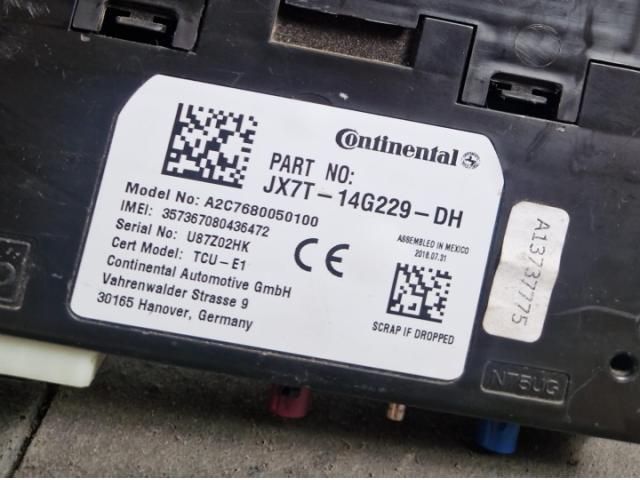 Continental
PART NO:
JX7T-14G229-DH
Model No: A2C7680050100
IMEI: 357367080436472
Serial No: U87Z02HK
Cert Model: TCU-E1
Continental Automotive GmbH
Vahrenwalder Strasse 9
30165 Hanover, Germany
CE
ASSEMBLED IN MEXICO
2018.07.31
SCRAP IF DROPPED
A13737775
N75UG